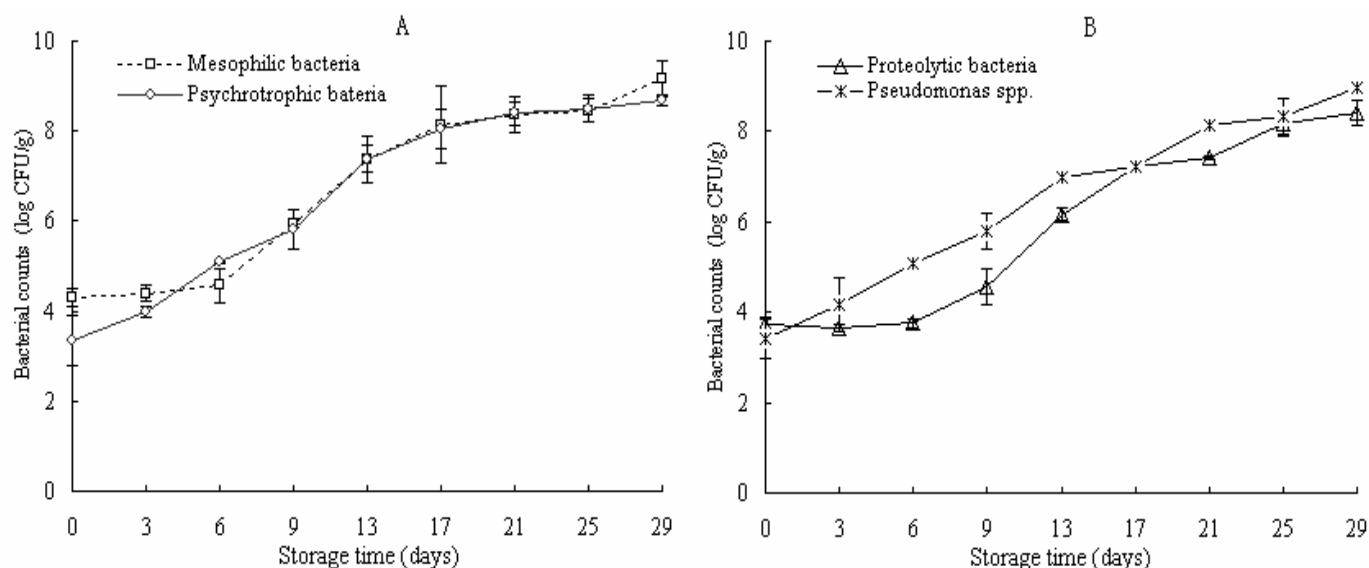 A
10
8
6
4
2
0
Bacterial counts (log CFU/g)
Mesophilic bacteria
Psychrotrophic bateria
0 3 6 9 13 17 21 25 29
Storage time (days)
B
10
8
6
4
2
0
Bacterial counts (log CFU/g)
Proteolytic bacteria
Pseudomonas spp.
0 3 6 9 13 17 21 25 29
Storage time (days)